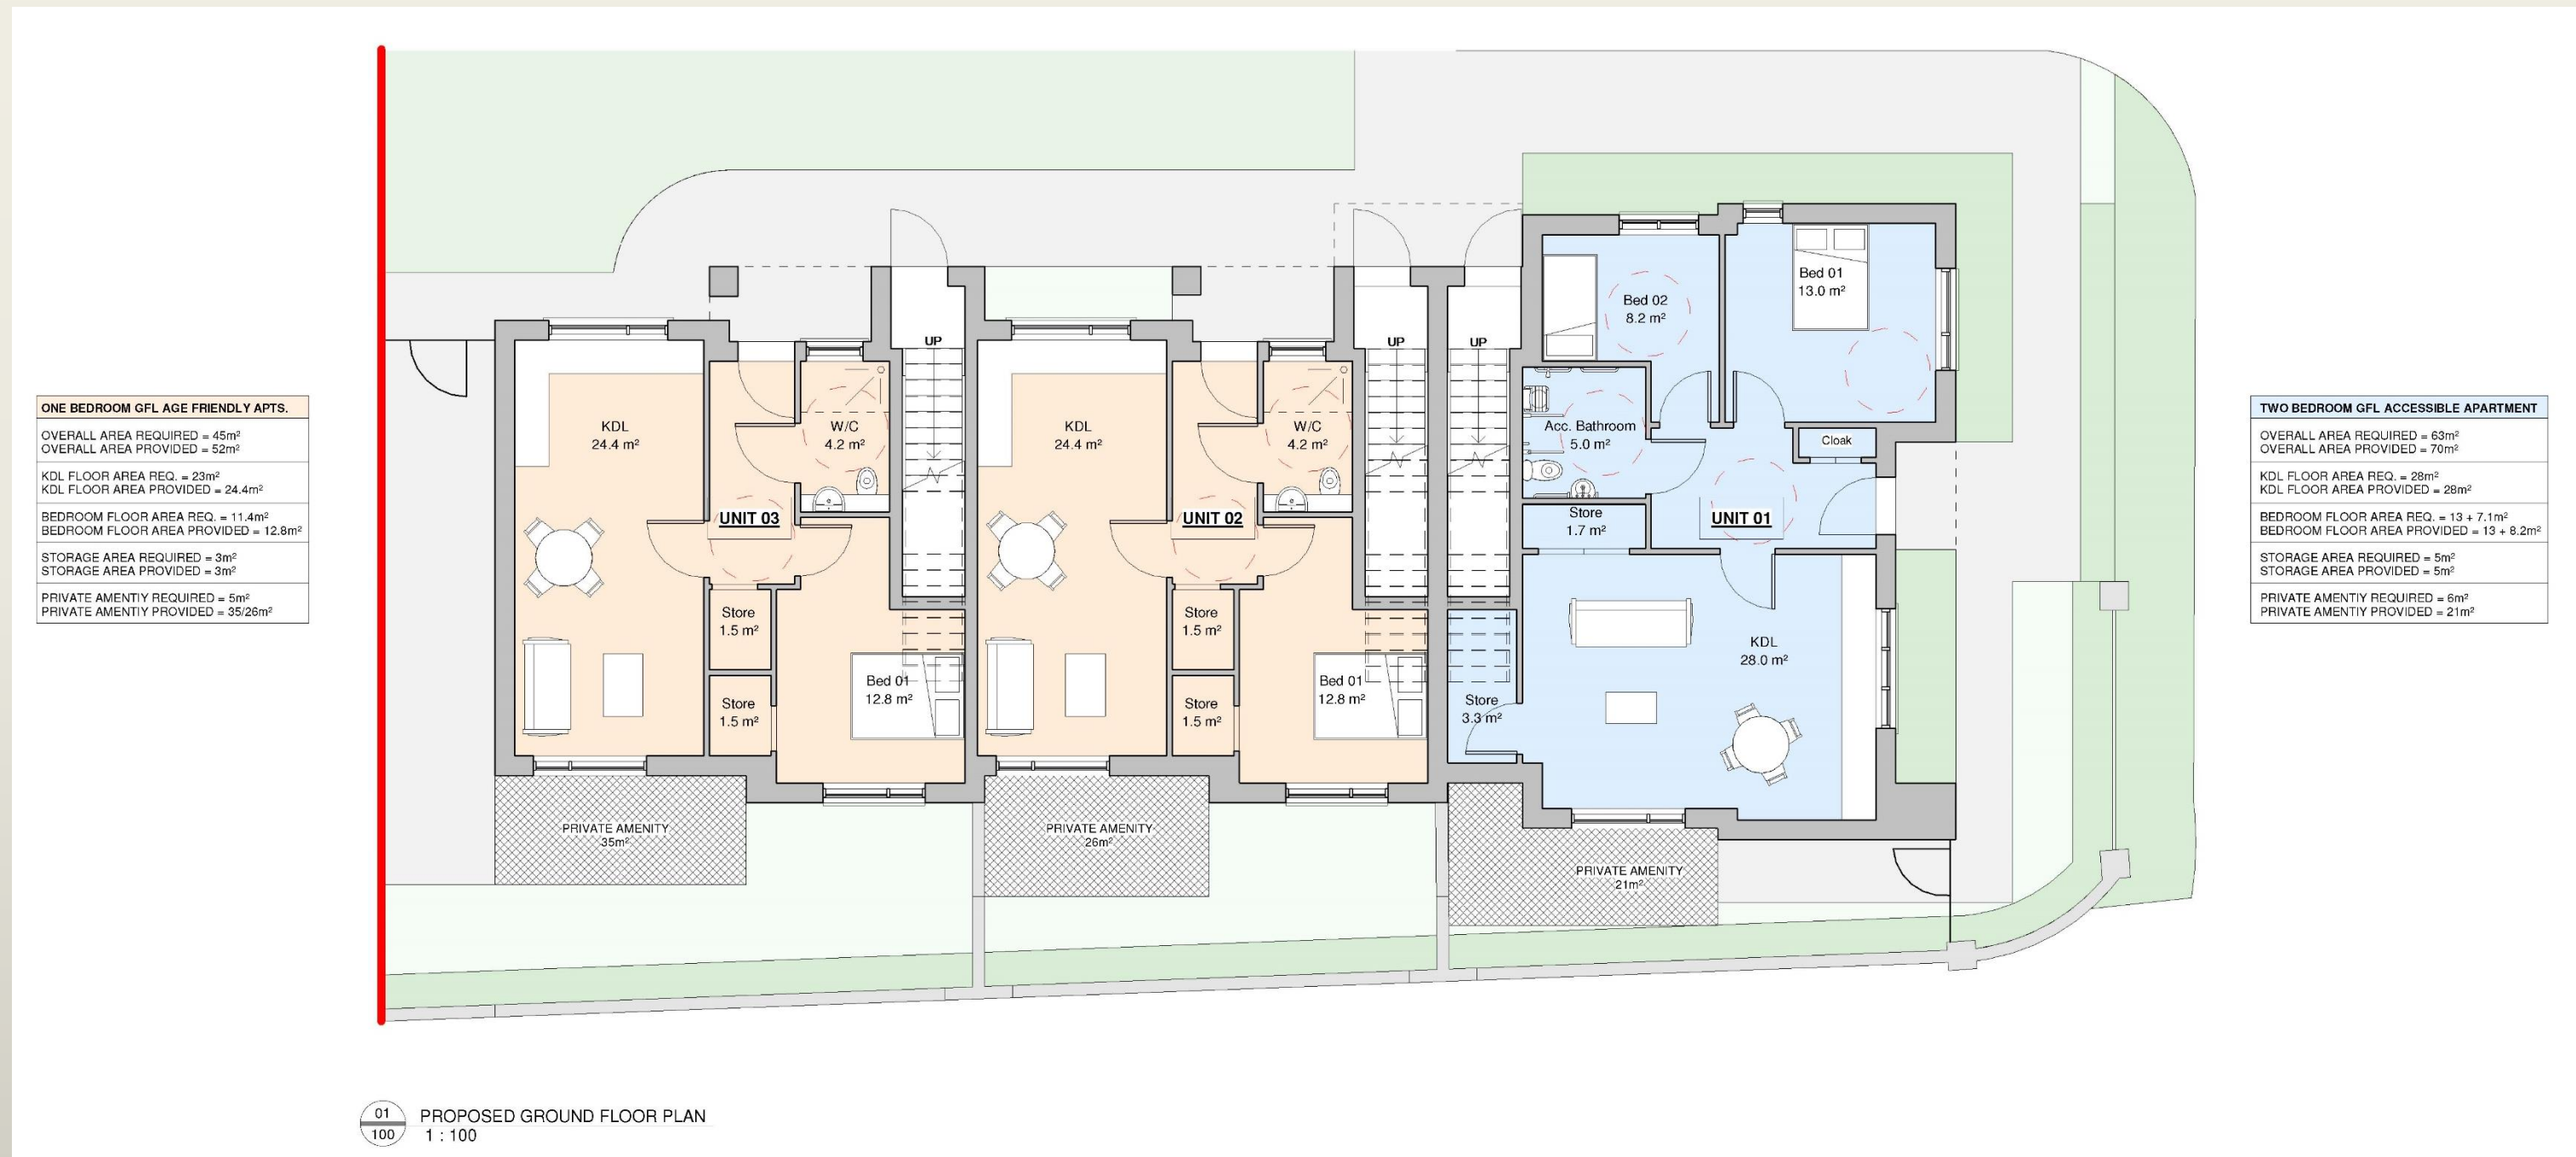 ONE BEDROOM GFL AGE FRIENDLY APTS.
OVERALL AREA REQUIRED = 45m²
OVERALL AREA PROVIDED = 52m²
KDL FLOOR AREA REQ. = 23m²
KDL FLOOR AREA PROVIDED = 24.4m²
BEDROOM FLOOR AREA REQ. = 11.4m²
BEDROOM FLOOR AREA PROVIDED = 12.8m²
STORAGE AREA REQUIRED = 3m²
STORAGE AREA PROVIDED = 3m²
PRIVATE AMENTIY REQUIRED = 5m²
PRIVATE AMENTIY PROVIDED = 35/26m²
KDL
24.4 m²
W/C
4.2 m²
UP
UNIT 03
Store
1.5 m²
Store
1.5 m²
Bed 01
12.8 m²
PRIVATE AMENITY
35m²
KDL
24.4 m²
W/C
4.2 m²
UP
UNIT 02
Store
1.5 m²
Store
1.5 m²
Bed 01
12.8 m²
PRIVATE AMENITY
26m²
UP
Bed 02
8.2 m²
Bed 01
13.0 m²
Acc. Bathroom
5.0 m²
Cloak
Store
1.7 m²
UNIT 01
KDL
28.0 m²
Store
3.3 m²
PRIVATE AMENITY
21m²
TWO BEDROOM GFL ACCESSIBLE APARTMENT
OVERALL AREA REQUIRED = 63m²
OVERALL AREA PROVIDED = 70m²
KDL FLOOR AREA REQ. = 28m²
KDL FLOOR AREA PROVIDED = 28m²
BEDROOM FLOOR AREA REQ. = 13 + 7.1m²
BEDROOM FLOOR AREA PROVIDED = 13 + 8.2m²
STORAGE AREA REQUIRED = 5m²
STORAGE AREA PROVIDED = 5m²
PRIVATE AMENTIY REQUIRED = 6m²
PRIVATE AMENTIY PROVIDED = 21m²
01
100
PROPOSED GROUND FLOOR PLAN
1 : 100